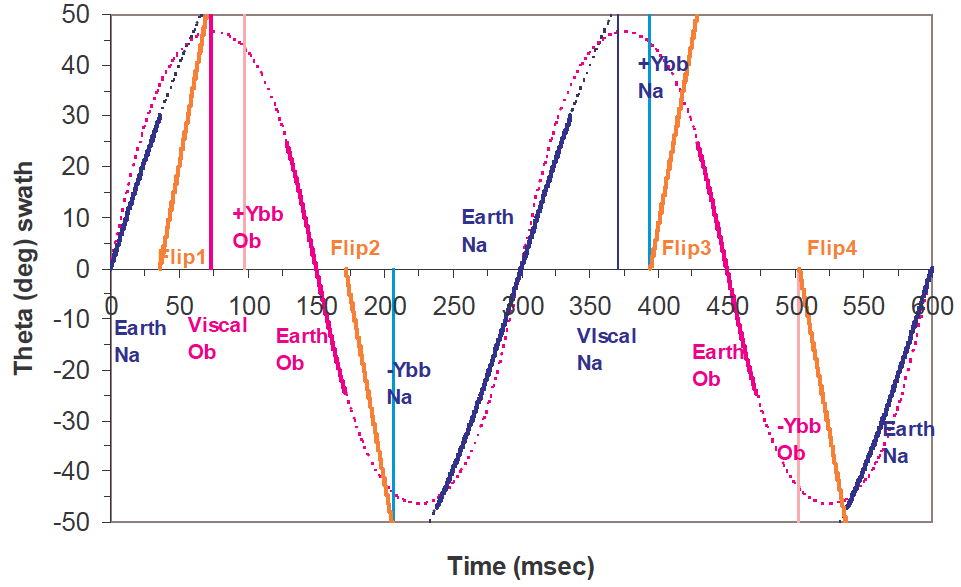 50
40
30
20
10
0
-10
-20
-30
-40
-50
Theta (deg) swath
0
50
100
150
200
250
300
350
400
450
500
550
600
Time (msec)
Earth
Na
Flip1
Viscal
Ob
+Ybb
Ob
Earth
Ob
Flip2
-Ybb
Na
Earth
Na
VIscal
Na
+Ybb
Na
Flip3
Earth
Ob
-Ybb
Ob
Flip4
Earth
Na